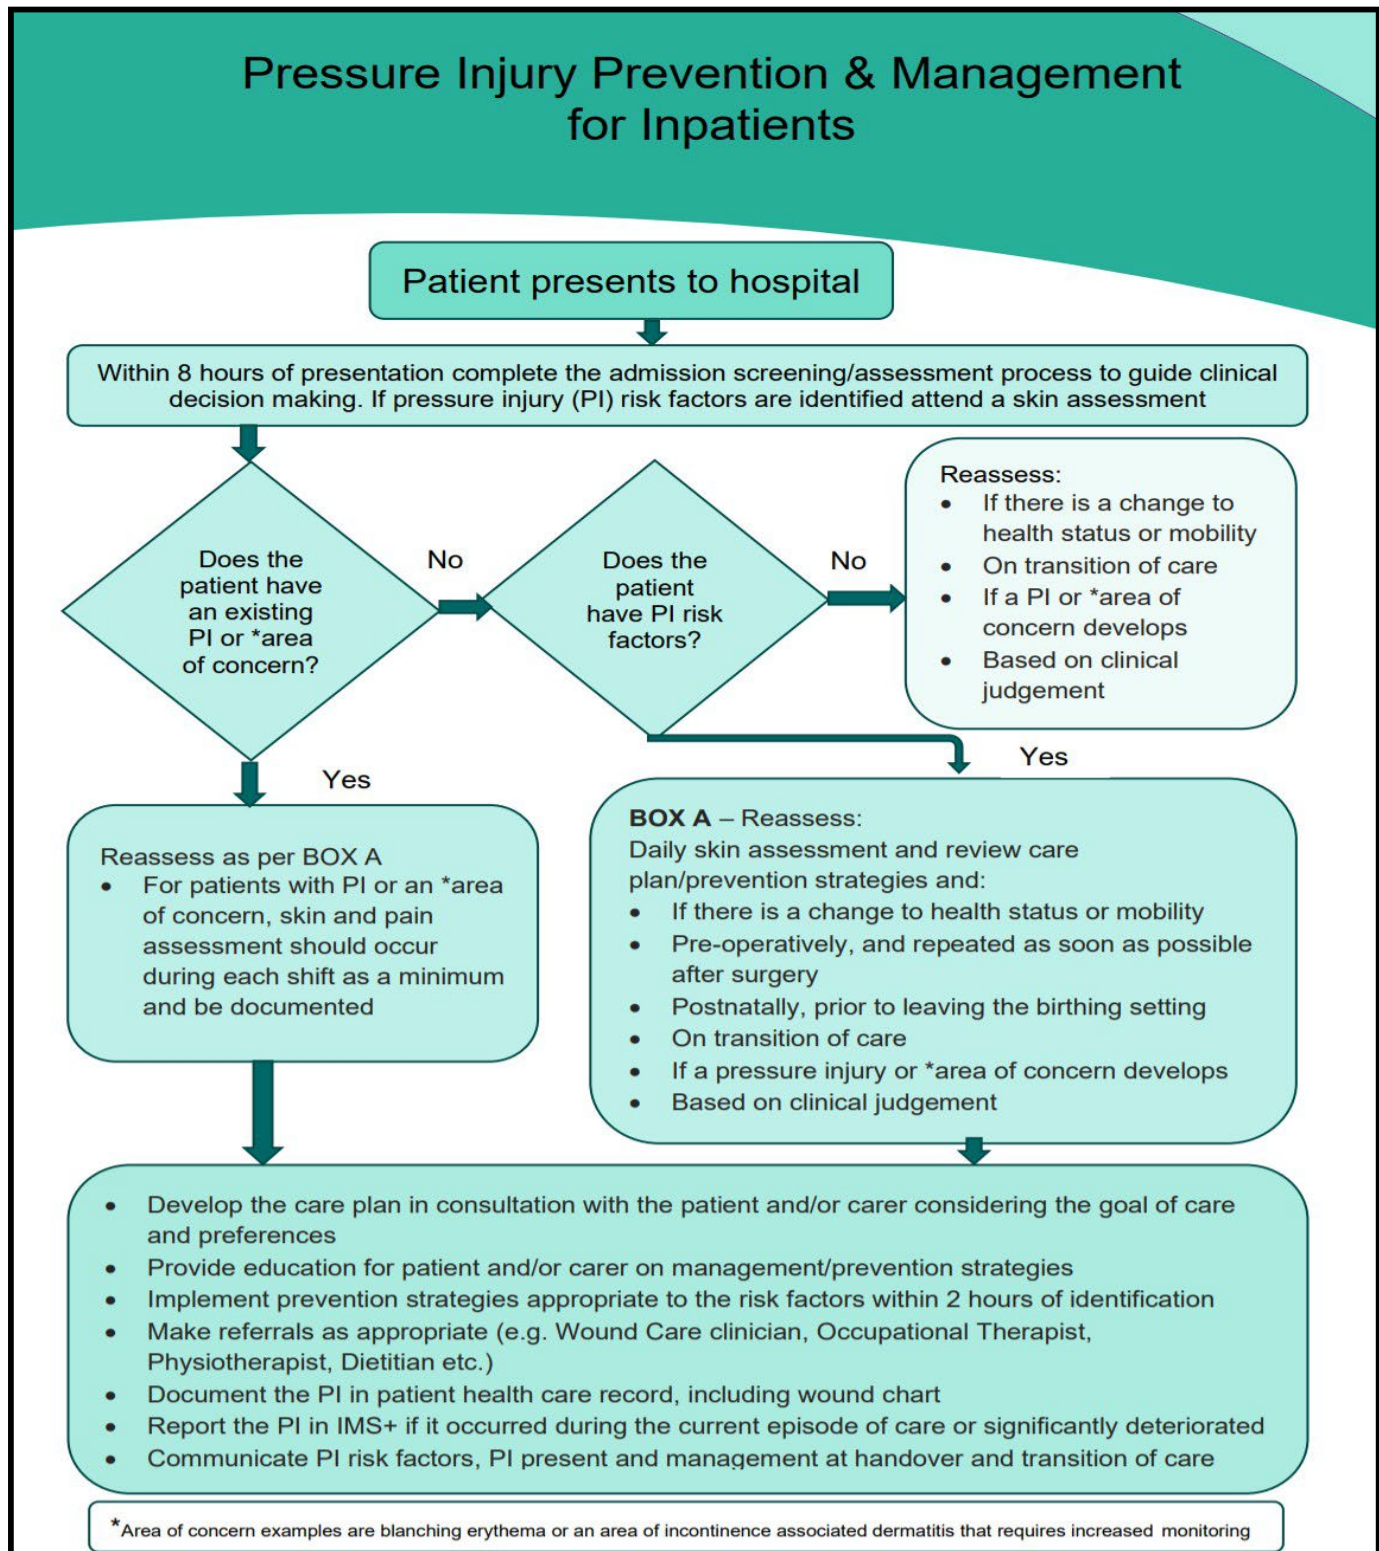 Pressure Injury Prevention & Management
for Inpatients
Patient presents to hospital
Within 8 hours of presentation complete the admission screening/assessment process to guide clinical
decision making. If pressure injury (PI) risk factors are identified attend a skin assessment
Does the
patient have
an existing
PI or *area
of concern?
No
Does the
patient
have PI risk
factors?
No
Reassess:
• If there is a change to
health status or mobility
• On transition of care
• If a PI or *area of
concern develops
• Based on clinical
judgement
Yes
Yes
Reassess as per BOX A
• For patients with PI or an *area
of concern, skin and pain
assessment should occur
during each shift as a minimum
and be documented
BOX A – Reassess:
Daily skin assessment and review care
plan/prevention strategies and:
• If there is a change to health status or mobility
• Pre-operatively, and repeated as soon as possible
after surgery
• Postnatally, prior to leaving the birthing setting
• On transition of care
• If a pressure injury or *area of concern develops
• Based on clinical judgement
• Develop the care plan in consultation with the patient and/or carer considering the goal of care
and preferences
• Provide education for patient and/or carer on management/prevention strategies
• Implement prevention strategies appropriate to the risk factors within 2 hours of identification
• Make referrals as appropriate (e.g. Wound Care clinician, Occupational Therapist,
Physiotherapist, Dietitian etc.)
• Document the PI in patient health care record, including wound chart
• Report the PI in IMS+ if it occurred during the current episode of care or significantly deteriorated
• Communicate PI risk factors, PI present and management at handover and transition of care
*Area of concern examples are blanching erythema or an area of incontinence associated dermatitis that requires increased monitoring